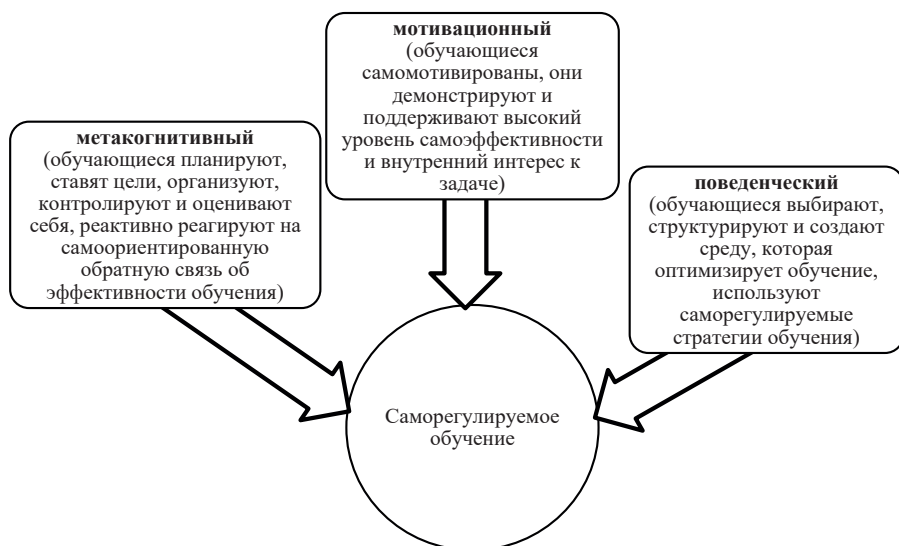 мотивационный
(обучающиеся
самомотивированы, они
демонстрируют и
поддерживают высокий
уровень самоэффективности
и внутренний интерес к
задаче)
метакогнитивный
(обучающиеся планируют,
ставят цели, организуют,
контролируют и оценивают
себя, реактивно реагируют на
самоориентированную
обратную связь об
эффективности обучения)
поведенческий
(обучающиеся выбирают,
структурируют и создают
среду, которая
оптимизирует обучение,
используют
саморегулируемые
стратегии обучения)
Саморегулируемое
обучение